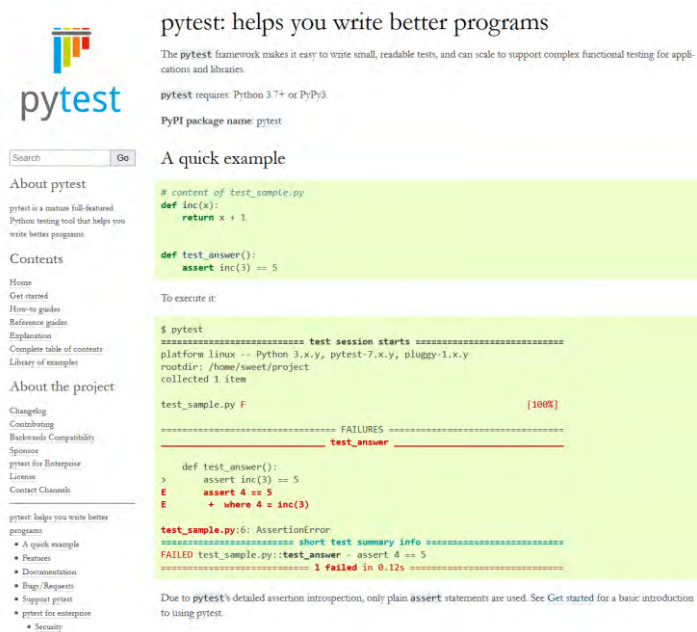 pytest
Search Go
About pytest
pytest is a mature full-featured
Python testing tool that helps you
write better programs.
Contents
Home
Get started
How-to guides
Reference guides
Explanation
Complete table of contents
Library of examples
About the project
Changelog
Contributing
Backwards Compatibility
Sponsor
pytest for Enterprise
License
Contact Channels
pytest: helps you write better
programs
A quick example
Features
Documentation
Bugs/Requests
Support pytest
pytest for enterprise
Security
pytest: helps you write better programs
The pytest framework makes it easy to write small, readable tests, and can scale to support complex functional testing for appli-
cations and libraries.
pytest requires: Python 3.7+ or PyPy3.
PyPI package name: pytest
A quick example
# content of test_sample.py
def inc(x):
    return x + 1
def test_answer():
    assert inc(3) == 5
To execute it:
$ pytest
=========================== test session starts ============================
platform linux -- Python 3.x.y, pytest-7.x.y, pluggy-1.x.y
rootdir: /home/sweet/project
collected 1 item
test_sample.py F [100%]
================================= FAILURES =================================
_______________________________ test_answer ________________________________
    def test_answer():
>       assert inc(3) == 5
E       assert 4 == 5
E        +  where 4 = inc(3)
test_sample.py:6: AssertionError
========================= short test summary info ==========================
FAILED test_sample.py::test_answer - assert 4 == 5
============================ 1 failed in 0.12s =============================
Due to pytest's detailed assertion introspection, only plain assert statements are used. See Get started for a basic introduction
to using pytest.